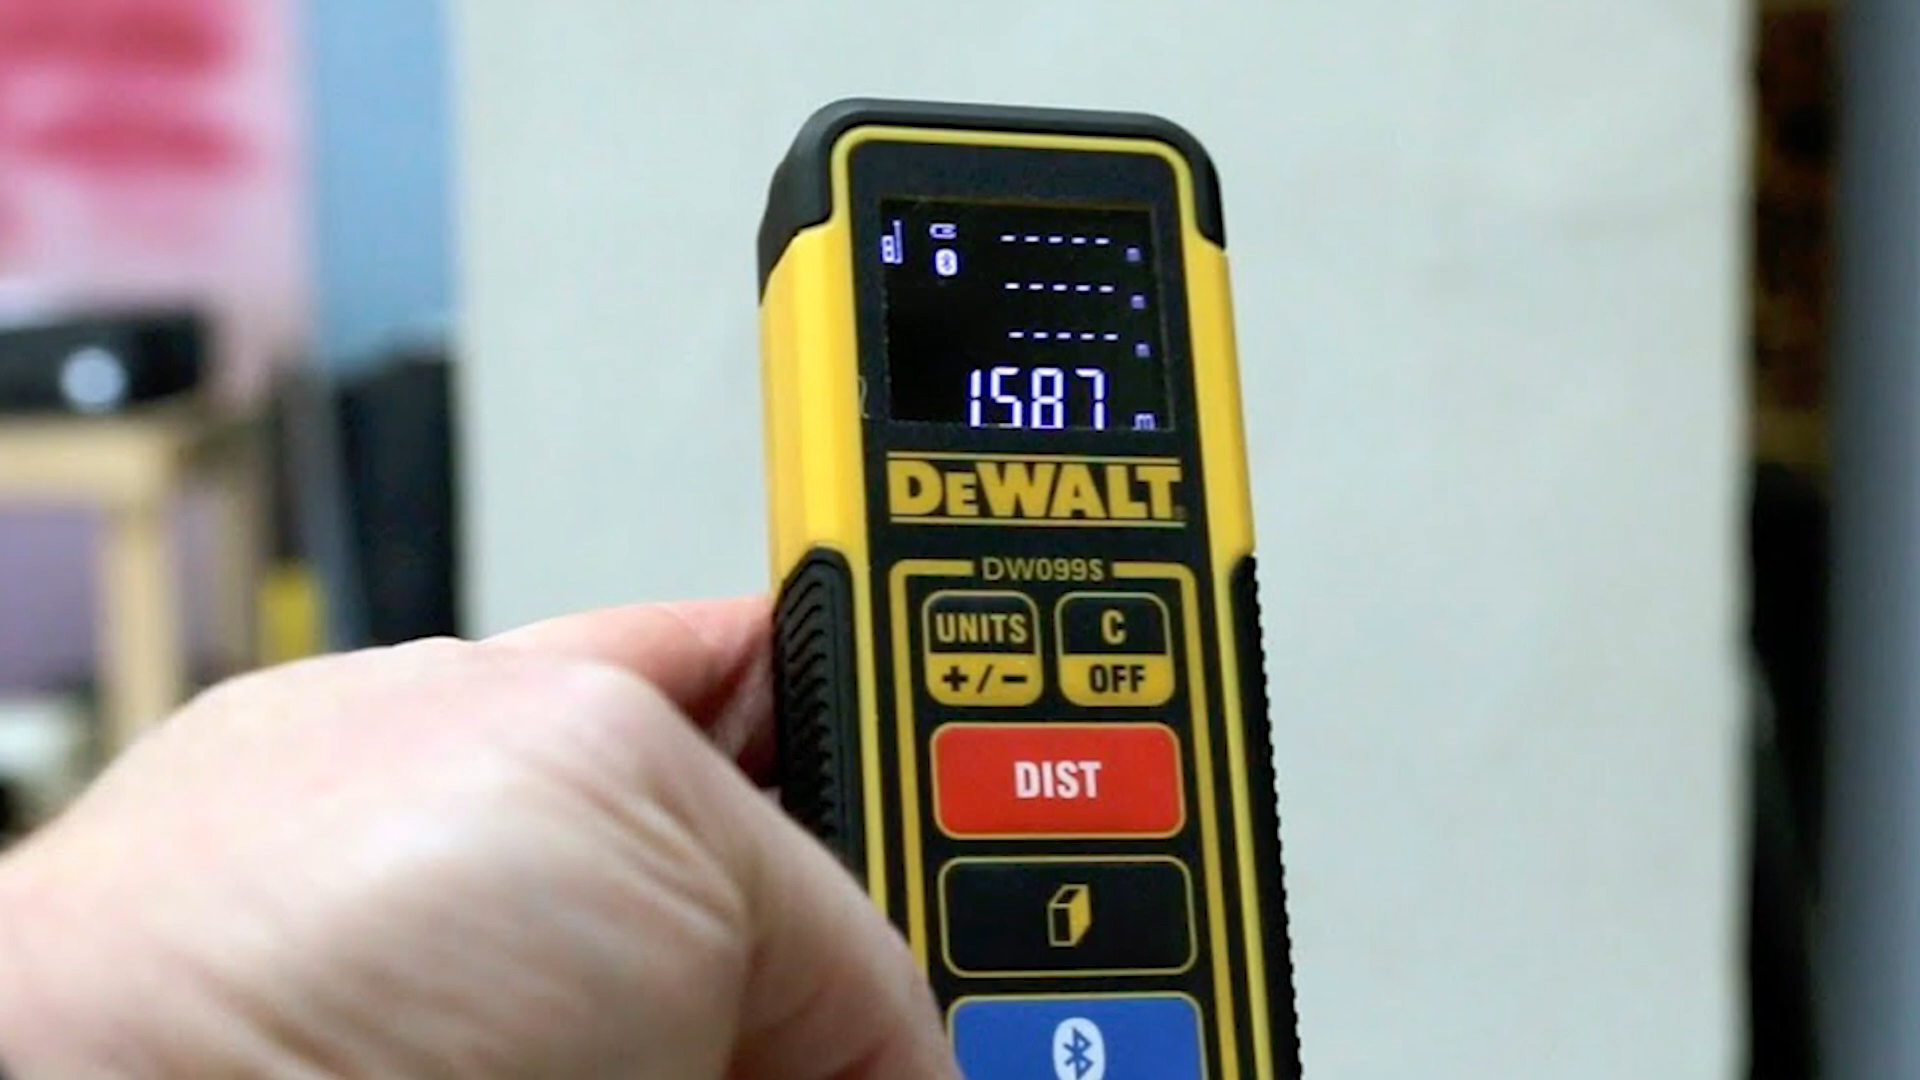 ----- m
----- m
----- m
1587 m
DEWALT
DW099S
UNITS C
+/- OFF
DIST